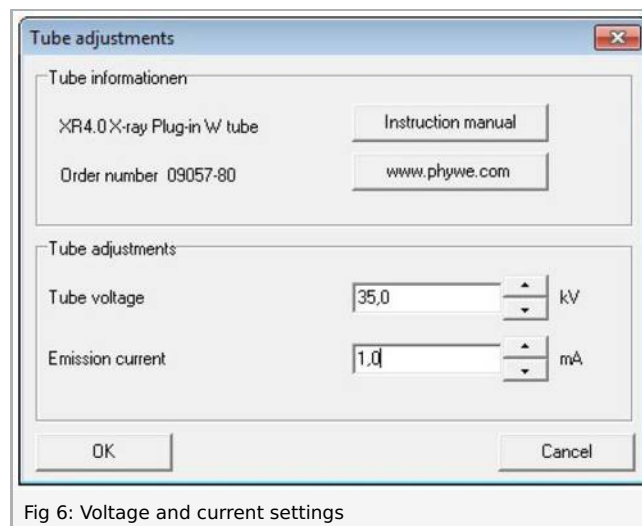 Tube adjustments
Tube informationen
XR4.0 X-ray Plug-in W tube
Instruction manual
Order number 09057-80
www.phywe.com
Tube adjustments
Tube voltage
35,0
kV
Emission current
1,0
mA
OK
Cancel
Fig 6: Voltage and current settings